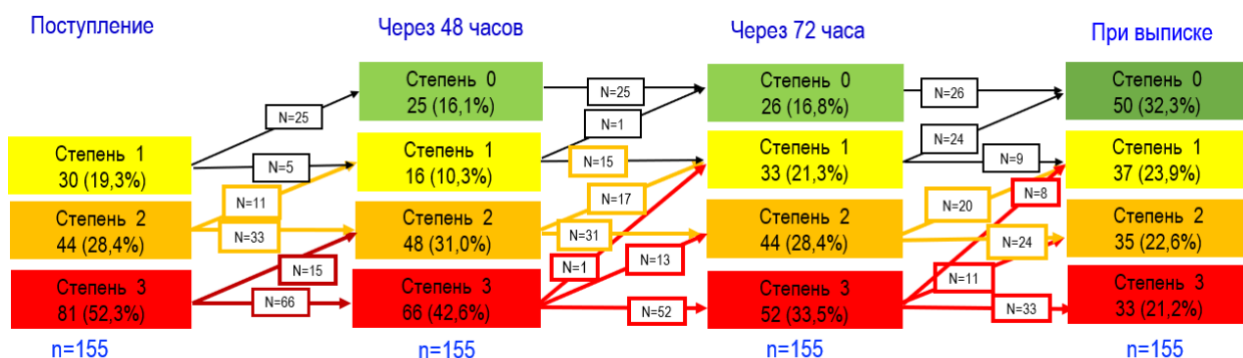 Поступление
Через 48 часов
Через 72 часа
При выписке
Степень 0
25 (16,1%)
Степень 0
26 (16,8%)
Степень 0
50 (32,3%)
N=25
N=25
N=1
N=26
N=24
Степень 1
30 (19,3%)
Степень 1
16 (10,3%)
Степень 1
33 (21,3%)
Степень 1
37 (23,9%)
N=5
N=15
N=9
N=11
N=17
N=8
Степень 2
44 (28,4%)
Степень 2
48 (31,0%)
Степень 2
44 (28,4%)
Степень 2
35 (22,6%)
N=33
N=31
N=20
N=24
N=15
N=1
N=13
N=11
Степень 3
81 (52,3%)
Степень 3
66 (42,6%)
Степень 3
52 (33,5%)
Степень 3
33 (21,2%)
N=66
N=52
N=33
n=155
n=155
n=155
n=155